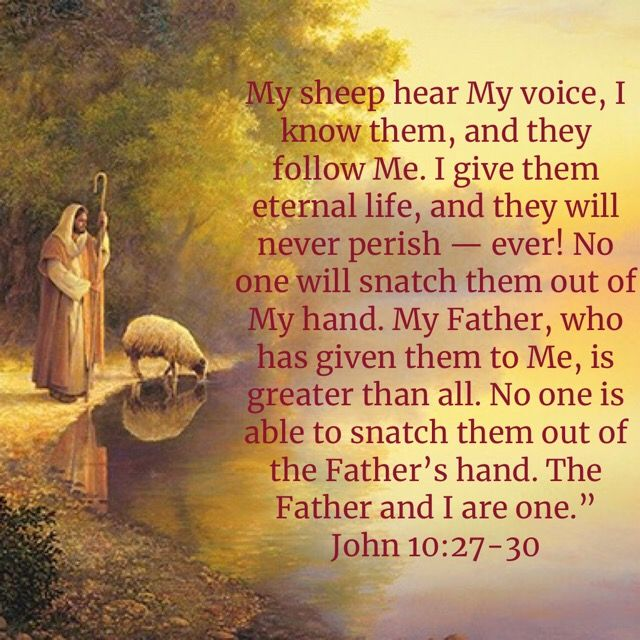 My sheep hear My voice, I
know them, and they
follow Me. I give them
eternal life, and they will
never perish — ever! No
one will snatch them out of
My hand. My Father, who
has given them to Me, is
greater than all. No one is
able to snatch them out of
the Father’s hand. The
Father and I are one.”
John 10:27-30